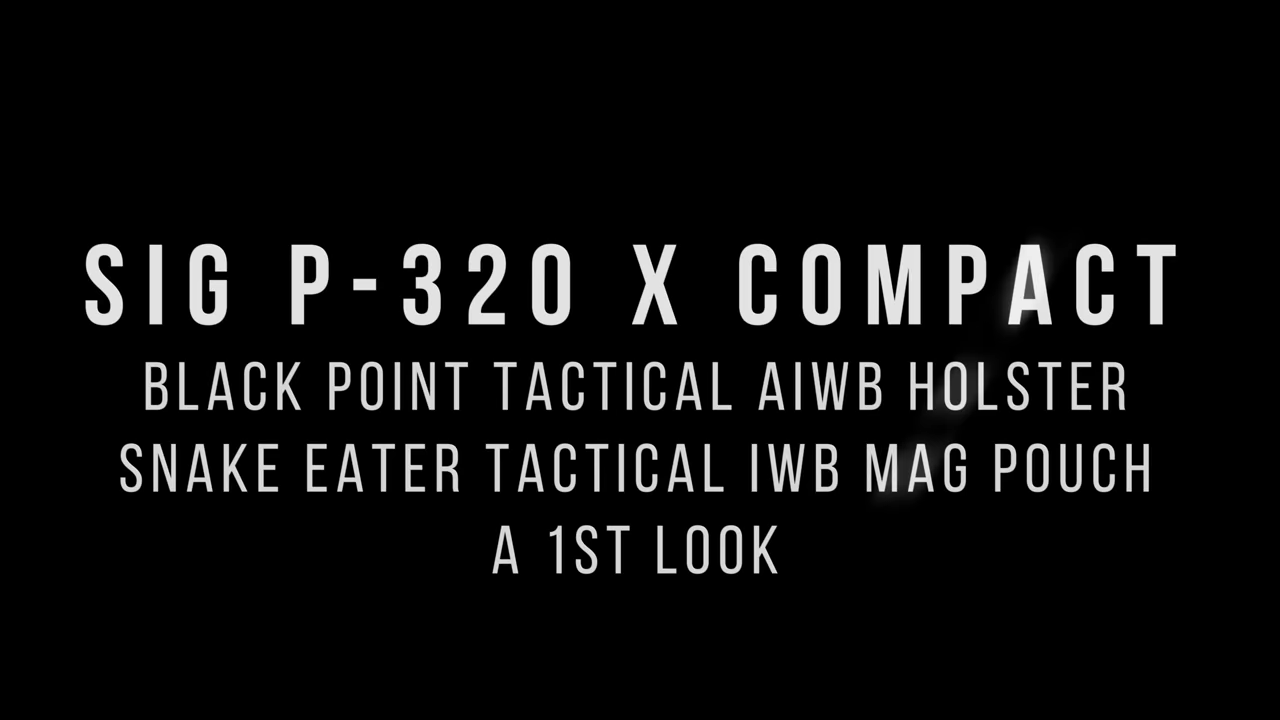 SIG P-320 X COMPACT
BLACK POINT TACTICAL AIWB HOLSTER
SNAKE EATER TACTICAL IWB MAG POUCH
A 1ST LOOK